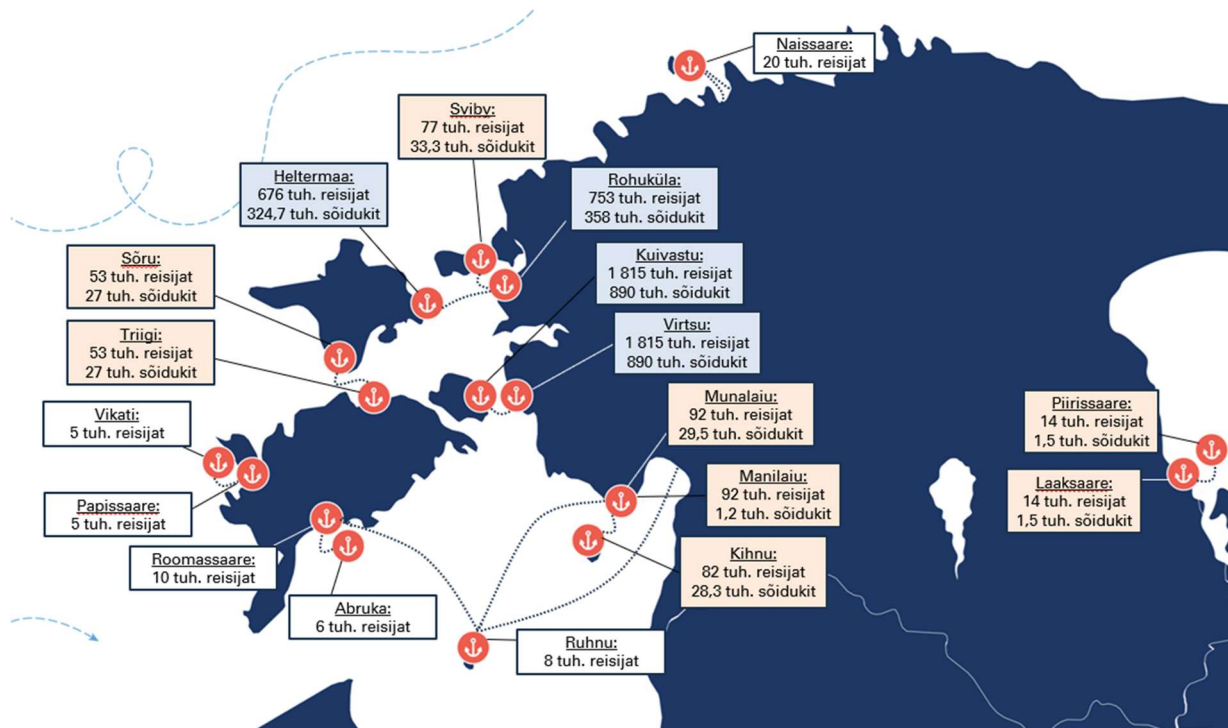 Naissaare:
20 tuh. reisijat
Sviby:
77 tuh. reisijat
33,3 tuh. sõidukit
Heltermaa:
676 tuh. reisijat
324,7 tuh. sõidukit
Rohuküla:
753 tuh. reisijat
358 tuh. sõidukit
Sõru:
53 tuh. reisijat
27 tuh. sõidukit
Kuivastu:
1 815 tuh. reisijat
890 tuh. sõidukit
Triigi:
53 tuh. reisijat
27 tuh. sõidukit
Virtsu:
1 815 tuh. reisijat
890 tuh. sõidukit
Vikati:
5 tuh. reisijat
Munalaiu:
92 tuh. reisijat
29,5 tuh. sõidukit
Piirissaare:
14 tuh. reisijat
1,5 tuh. sõidukit
Papissaare:
5 tuh. reisijat
Manilaiu:
92 tuh. reisijat
1,2 tuh. sõidukit
Laaksaare:
14 tuh. reisijat
1,5 tuh. sõidukit
Roomassaare:
10 tuh. reisijat
Kihnu:
82 tuh. reisijat
28,3 tuh. sõidukit
Abruka:
6 tuh. reisijat
Ruhnu:
8 tuh. reisijat